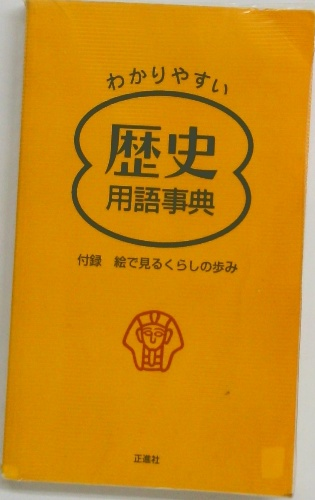 わかりやすい
歴史
用語事典
付録　絵で見るくらしの歩み
正進社